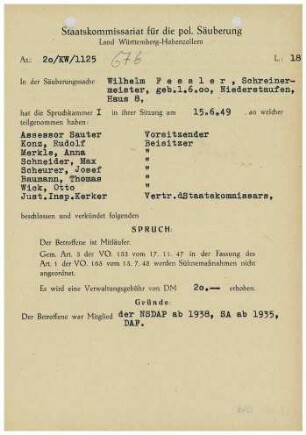 Staatskommissariat für die pol. Säuberung
Land Württemberg-Hohenzollern
Az.: 2o/KW/1125 L.: 18
In der Säuberungssache Wilhelm Fessler, Schreiner-
meister, geb.1.6.oo, Niederstaufen,
Haus 8,
hat die Spruchkammer I in ihrer Sitzung am 15.6.49 an welcher
teilgenommen haben:
Assessor Sauter Vorsitzender
Konz, Rudolf Beisitzer
Merkle, Anna "
Schneider, Max "
Scheurer, Josef "
Baumann, Thomas "
Wick, Otto "
Just.Insp.Kerker Vertr.dStaatskommissars,
beschlossen und verkündet folgenden
SPRUCH:
Der Betroffene ist Mitläufer.
Gem. Art. 3 der VO. 133 vom 17. 11. 47 in der Fassung des
Art. 1 der VO. 165 vom 13. 7. 48 werden Sühnemaßnahmen nicht
angeordnet.
Es wird eine Verwaltungsgebühr von DM 2o.-- erhoben.
Gründe:
Der Betroffene war Mitglied der NSDAP ab 1938, SA ab 1935,
DAF.